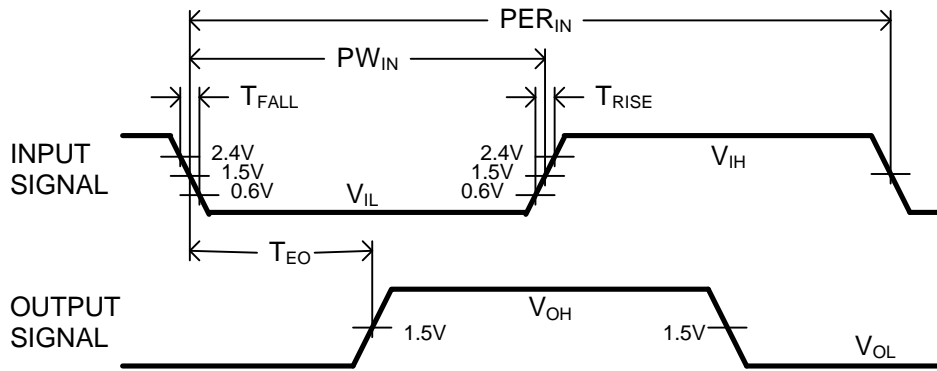 PER_IN
PW_IN
T_FALL
T_RISE
INPUT
SIGNAL
2.4V
1.5V
0.6V
V_IL
2.4V
1.5V
0.6V
V_IH
T_EO
OUTPUT
SIGNAL
1.5V
V_OH
1.5V
V_OL